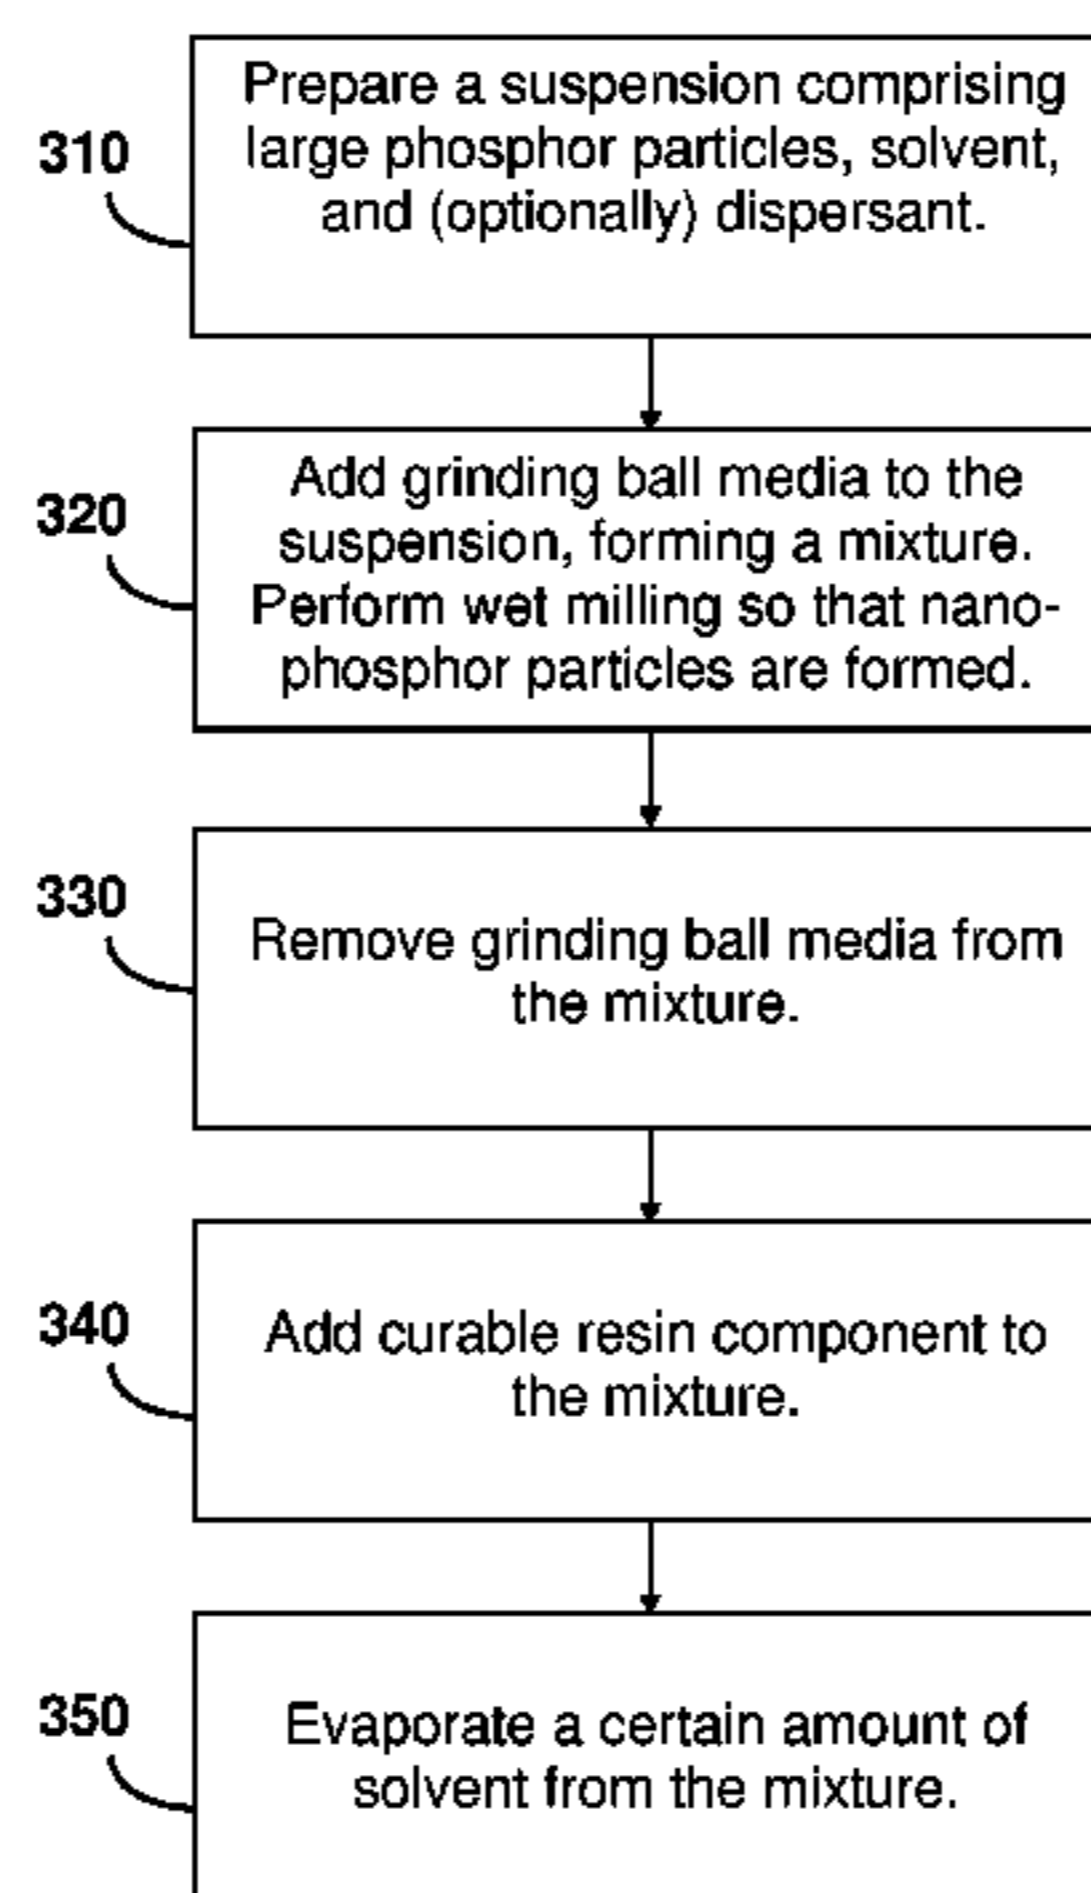 310
Prepare a suspension comprising
large phosphor particles, solvent,
and (optionally) dispersant.
320
Add grinding ball media to the
suspension, forming a mixture.
Perform wet milling so that nano-
phosphor particles are formed.
330
Remove grinding ball media from
the mixture.
340
Add curable resin component to
the mixture.
350
Evaporate a certain amount of
solvent from the mixture.